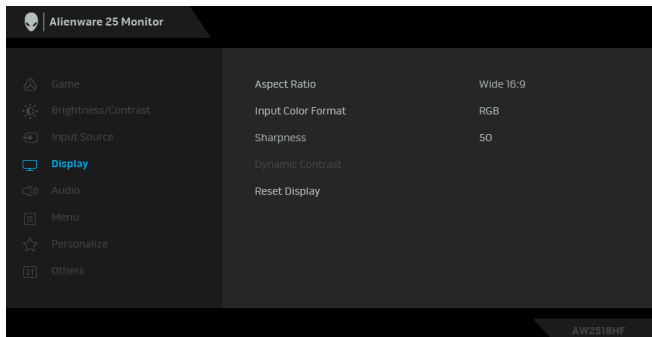 Alienware 25 Monitor
Game
Aspect Ratio Wide 16:9
Brightness/Contrast
Input Color Format RGB
Input Source
Sharpness 50
Display
Dynamic Contrast
Audio
Reset Display
Menu
Personalize
Others
AW2518HF